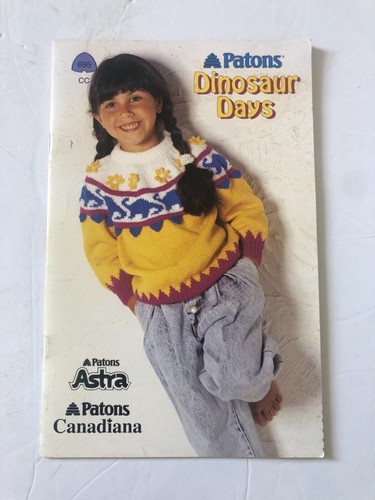 695
CC
Patons®
Dinosaur
Days
Patons
Astra
Patons
Canadiana